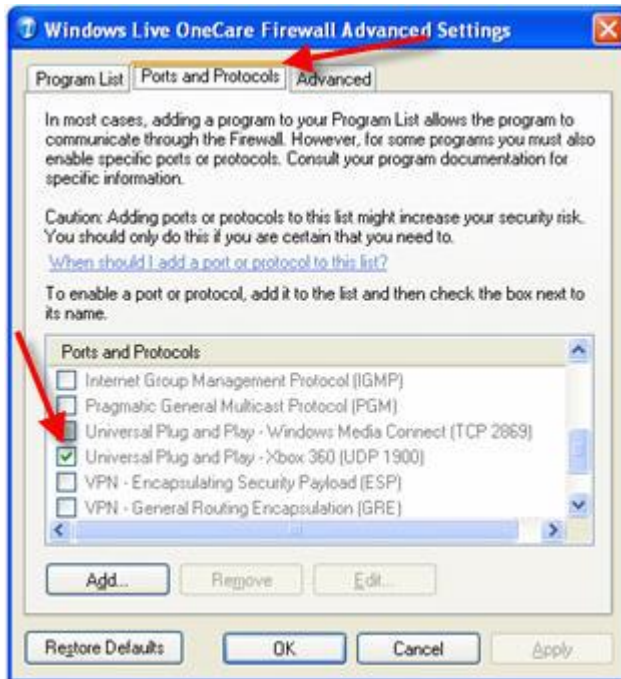 Windows Live OneCare Firewall Advanced Settings
Program List Ports and Protocols Advanced
In most cases, adding a program to your Program List allows the program to
communicate through the Firewall. However, for some programs you must also
enable specific ports or protocols. Consult your program documentation for
specific information.
Caution: Adding ports or protocols to this list might increase your security risk.
You should only do this if you are certain that you need to.
When should I add a port or protocol to this list?
To enable a port or protocol, add it to the list and then check the box next to
its name.
Ports and Protocols
Internet Group Management Protocol (IGMP)
Pragmatic General Multicast Protocol (PGM)
Universal Plug and Play - Windows Media Connect (TCP 2869)
Universal Plug and Play - Xbox 360 (UDP 1900)
VPN - Encapsulating Security Payload (ESP)
VPN - General Routing Encapsulation (GRE)
Add... Remove Edit...
Restore Defaults OK Cancel Apply